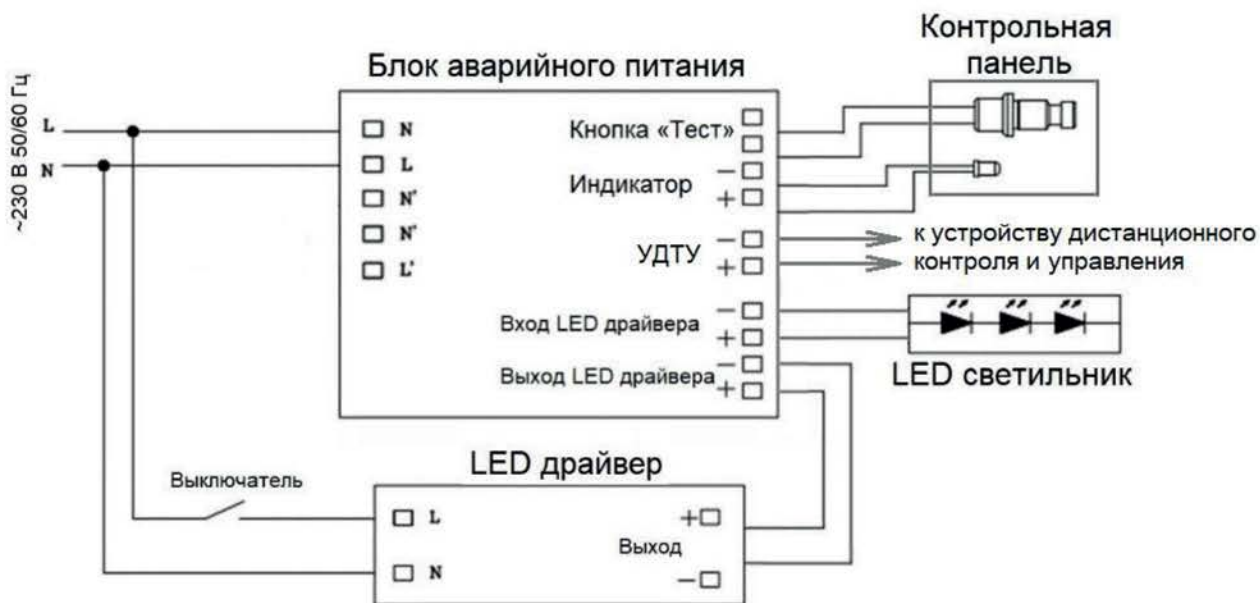 Контрольная
панель
Блок аварийного питания
~230 В 50/60 Гц
L
N
N
L
N'
N'
L'
Кнопка «Тест»
Индикатор
−
+
УДТУ
−
+
к устройству дистанционного
контроля и управления
Вход LED драйвера
−
+
Выход LED драйвера
−
+
LED светильник
LED драйвер
Выключатель
L
N
+
Выход
−